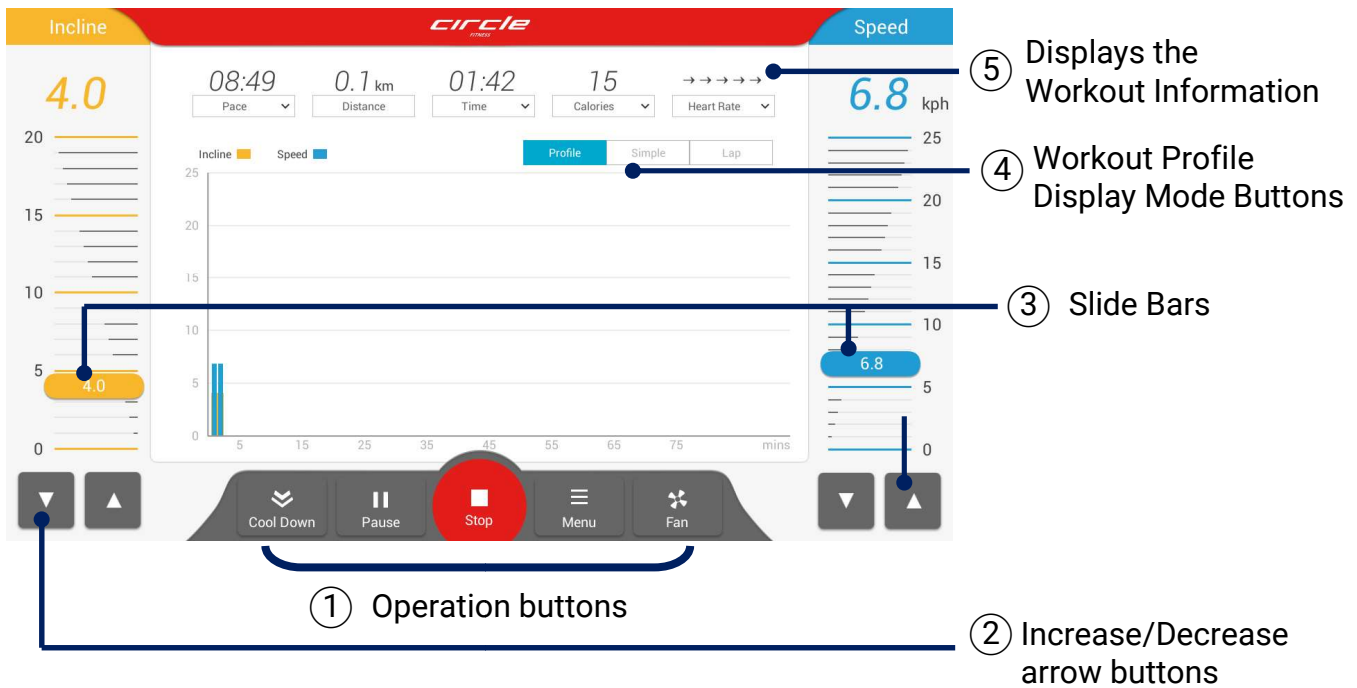 Incline
circle
FITNESS
Speed
4.0
08:49
0.1 km
01:42
15
→→→→→
6.8 kph
Pace
Distance
Time
Calories
Heart Rate
⑤ Displays the
Workout Information
Incline
Speed
Profile
Simple
Lap
④ Workout Profile
Display Mode Buttons
20
15
10
5
0
4.0
25
20
15
10
5
0
5
15
25
35
45
55
65
75
mins
25
20
15
10
5
0
6.8
③ Slide Bars
Cool Down
Pause
Stop
Menu
Fan
① Operation buttons
② Increase/Decrease
arrow buttons